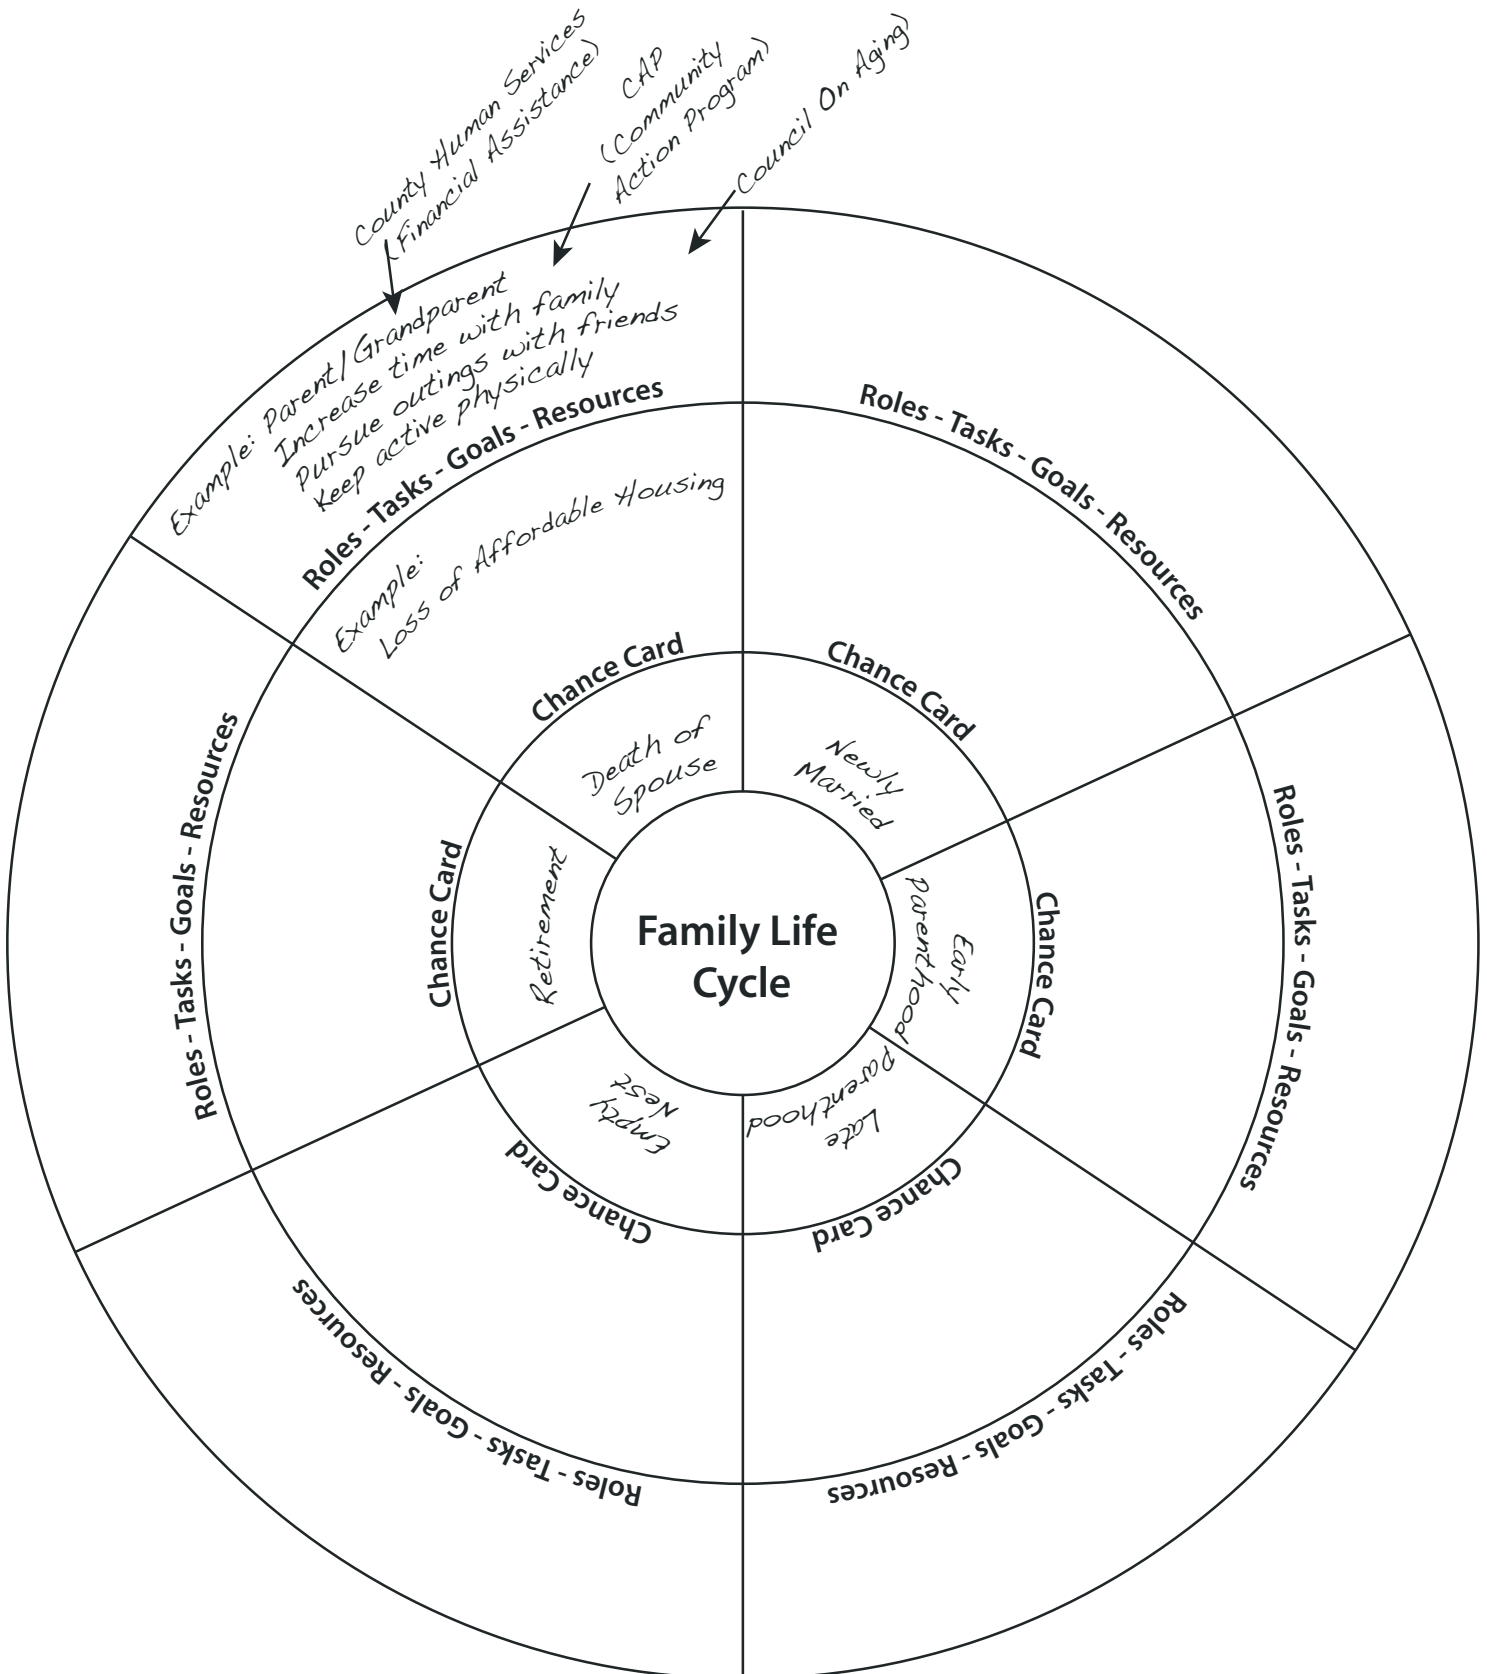 County Human Services
(Financial Assistance)
CAP
(Community
Action Program)
Council On Aging)
Example: Parent/Grandparent
Increase time with family
Pursue outings with friends
Keep active physically
Roles - Tasks - Goals - Resources
Example:
Loss of Affordable Housing
Chance Card
Death of
Spouse
Roles - Tasks - Goals - Resources
Chance Card
Newly
Married
Roles - Tasks - Goals - Resources
Chance Card
Early
Parenthood
Roles - Tasks - Goals - Resources
Chance Card
Late
Parenthood
Roles - Tasks - Goals - Resources
Chance Card
Empty
Nest
Roles - Tasks - Goals - Resources
Chance Card
Retirement
Family Life
Cycle